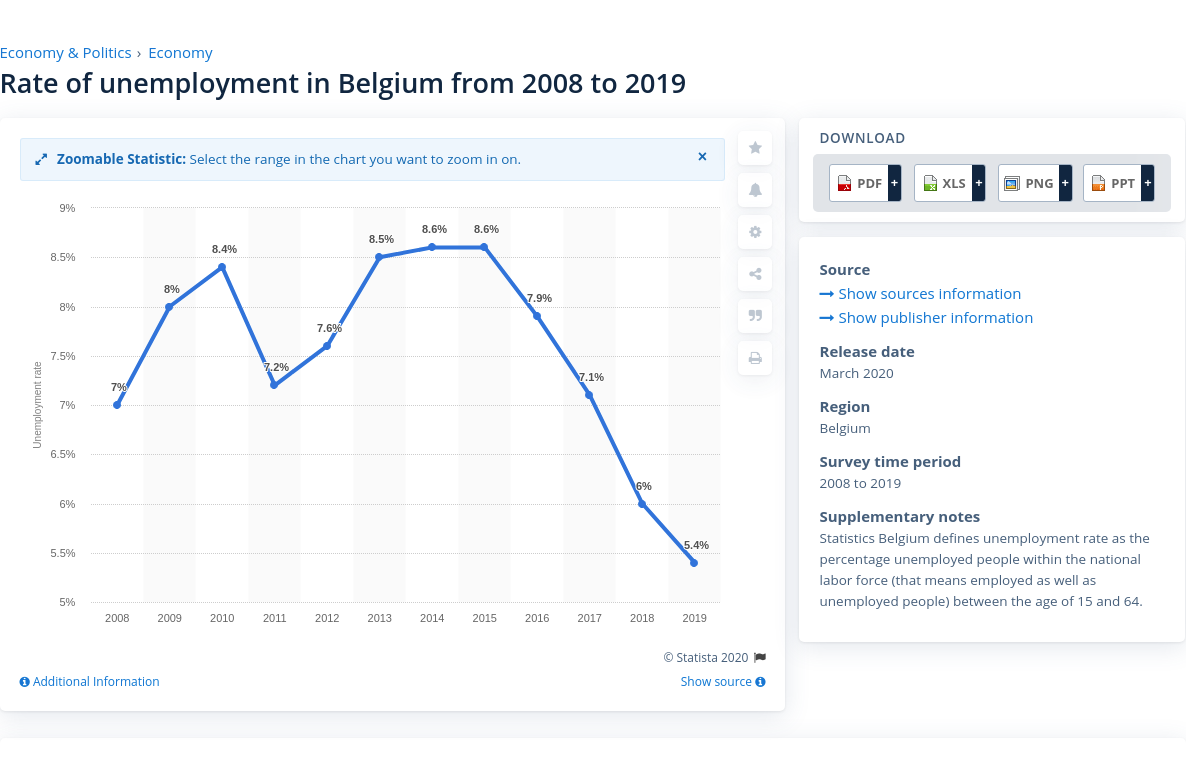 Economy & Politics › Economy
Rate of unemployment in Belgium from 2008 to 2019
Zoomable Statistic: Select the range in the chart you want to zoom in on.
×
9%
8.5%
8%
7.5%
7%
6.5%
6%
5.5%
5%
Unemployment rate
7%
8%
8.4%
7.2%
7.6%
8.5%
8.6%
8.6%
7.9%
7.1%
6%
5.4%
2008 2009 2010 2011 2012 2013 2014 2015 2016 2017 2018 2019
© Statista 2020
Additional Information
Show source
DOWNLOAD
PDF + XLS + PNG + PPT +
Source
Show sources information
Show publisher information
Release date
March 2020
Region
Belgium
Survey time period
2008 to 2019
Supplementary notes
Statistics Belgium defines unemployment rate as the
percentage unemployed people within the national
labor force (that means employed as well as
unemployed people) between the age of 15 and 64.